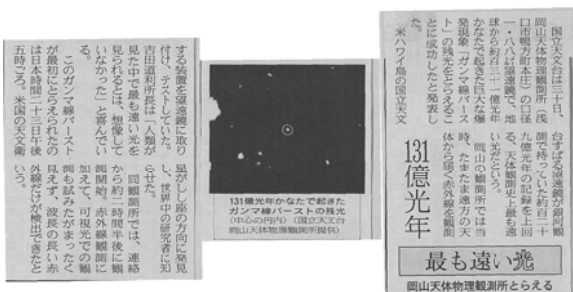 131億光年
最も遠い光
岡山天体物理観測所とらえる
国立天文台は三十日、
岡山天体物理観測所（浅
口市鴨方町本庄）の口径
一・八八㍍望遠鏡で、地
球から約百三十一億光年
かなたで起きた巨大な爆
発現象「ガンマ線バース
ト」の残光をとらえるこ
とに成功したと発表し
た。
米ハワイ島の国立天文
台すばる望遠鏡が銀河観
測で持っていた約百二十
九億光年の記録を上回
る、天体観測史上最も遠
い光だという。
岡山の観測所では当
時、たまたま遠方の天
体から届く赤外線を観測
する装置を望遠鏡に取り
付け、テストしていた。
吉田道利所長は「人類が
見た中で最も遠い光を
見られるとは、想像して
いなかった」と喜んでい
る。
このガンマ線バースト
が最初にとらえられたの
は日本時間二十三日午後
五時ごろ。米国の天文衛
星がしし座の方向に発見
し、世界中の研究者に知
らせた。
同観測所では、連絡
から約二時間半後に観
測開始。赤外線観測に
加えて、可視光での観
測も試みたがまったく
見えず、波長の長い赤
外線だけが検出できたと
いう。
131億光年かなたで起きた
ガンマ線バーストの残光
（中心の円内）（国立天文台
岡山天体物理観測所提供）